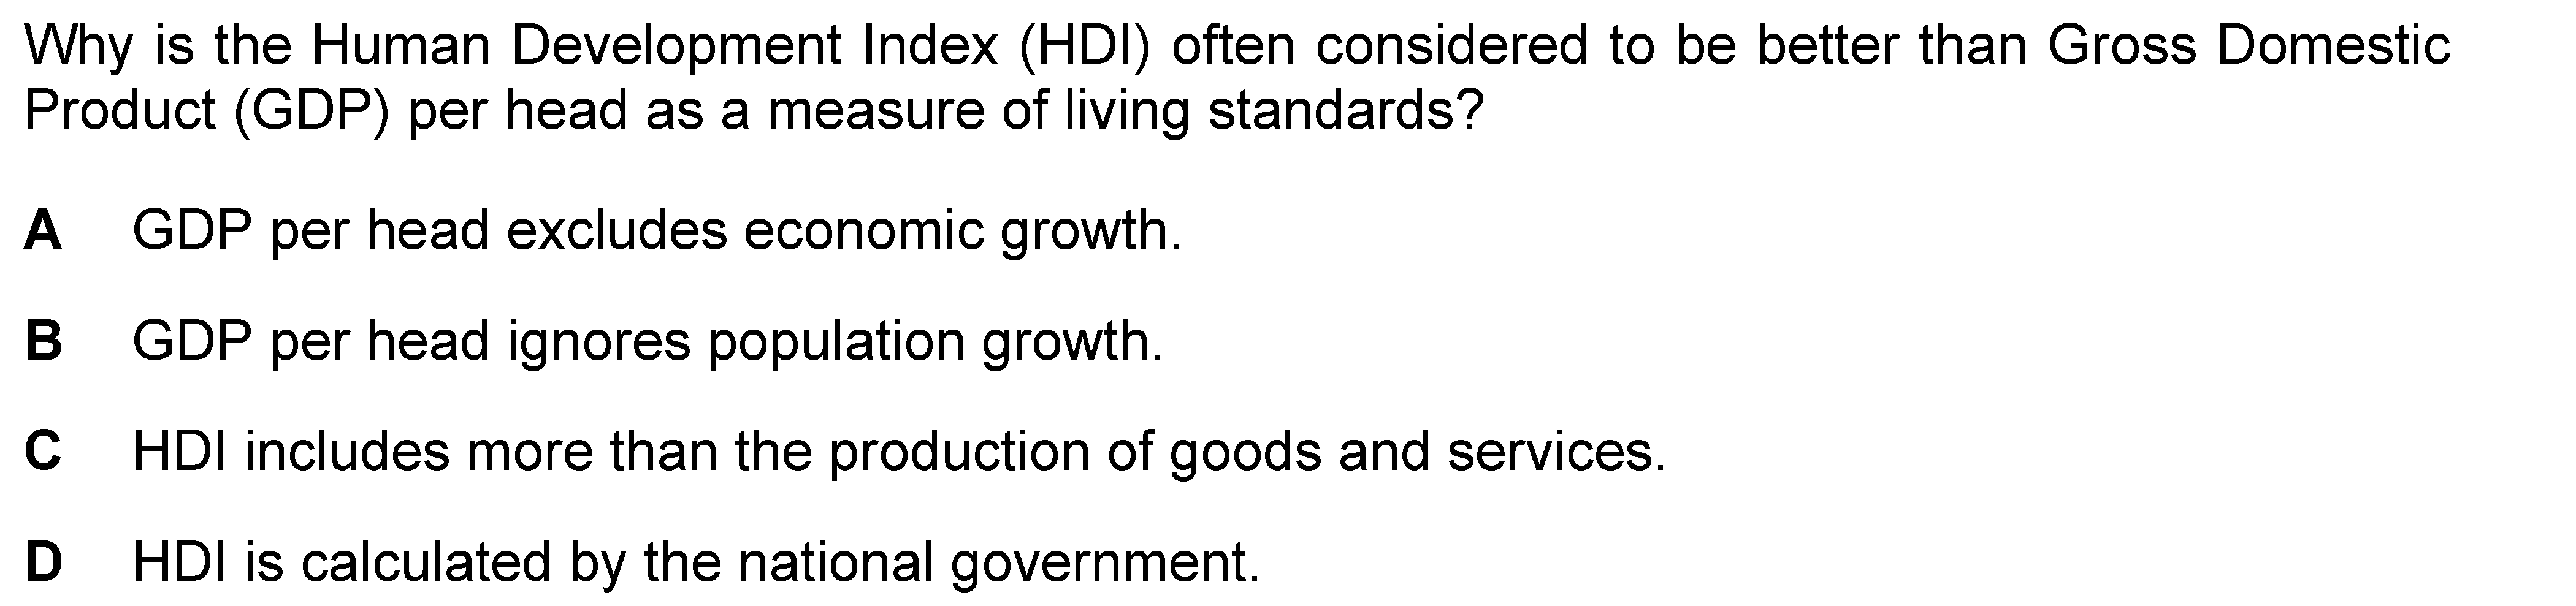 Why is the Human Development Index (HDI) often considered to be better than Gross Domestic
Product (GDP) per head as a measure of living standards?
A GDP per head excludes economic growth.
B GDP per head ignores population growth.
C HDI includes more than the production of goods and services.
D HDI is calculated by the national government.